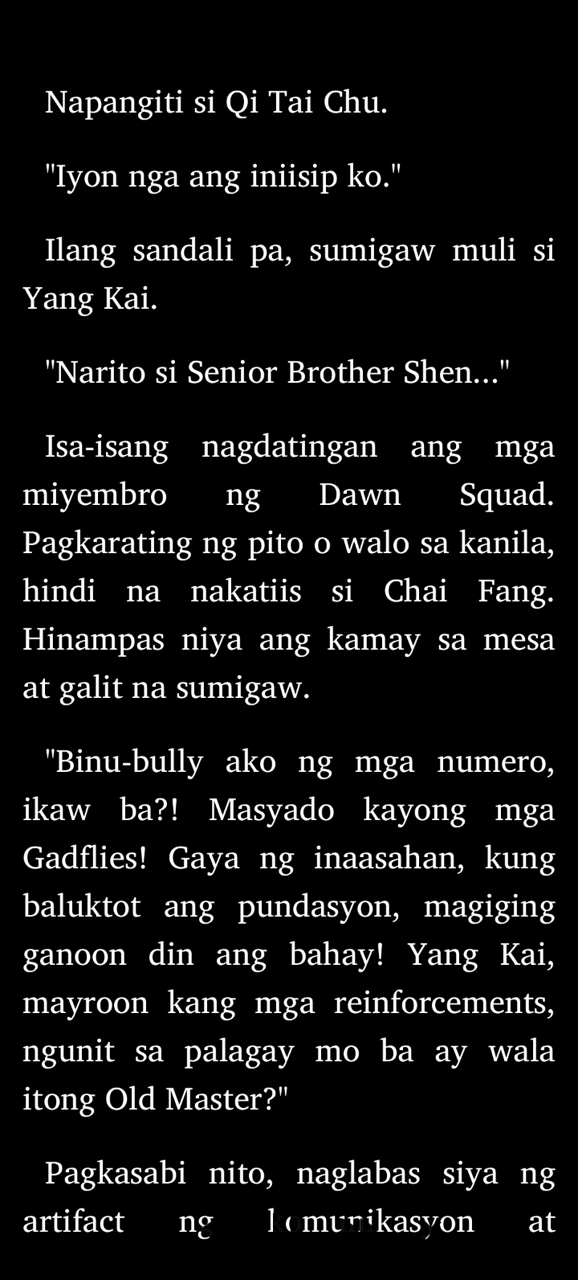 Napangiti si Qi Tai Chu.
"Iyon nga ang iniisip ko."
Ilang sandali pa, sumigaw muli si
Yang Kai.
"Narito si Senior Brother Shen..."
Isa-isang nagdatingan ang mga
miyembro ng Dawn Squad.
Pagkarating ng pito o walo sa kanila,
hindi na nakatiis si Chai Fang.
Hinampas niya ang kamay sa mesa
at galit na sumigaw.
"Binu-bully ako ng mga numero,
ikaw ba?! Masyado kayong mga
Gadflies! Gaya ng inaasahan, kung
baluktot ang pundasyon, magiging
ganoon din ang bahay! Yang Kai,
mayroon kang mga reinforcements,
ngunit sa palagay mo ba ay wala
itong Old Master?"
Pagkasabi nito, naglabas siya ng
artifact ng komunikasyon at